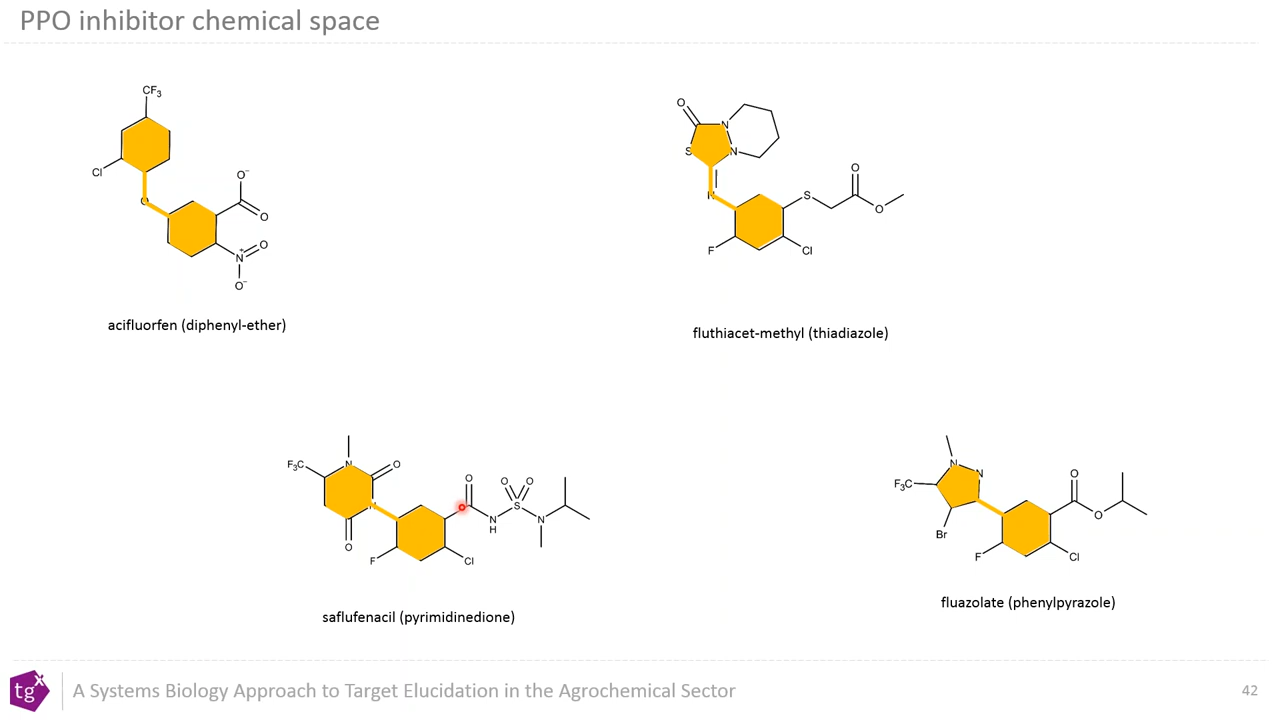 PPO inhibitor chemical space
CF3
Cl
O
O−
O
N+
O
O−
acifluorfen (diphenyl-ether)
O
N
S
N
N
S
O
O
F
Cl
fluthiacet-methyl (thiadiazole)
F3C
N
O
N
O
O
N
H
O
O
S
N
F
Cl
saflufenacil (pyrimidinedione)
N
N
F3C
Br
O
O
F
Cl
fluazolate (phenylpyrazole)
tgx
A Systems Biology Approach to Target Elucidation in the Agrochemical Sector
42